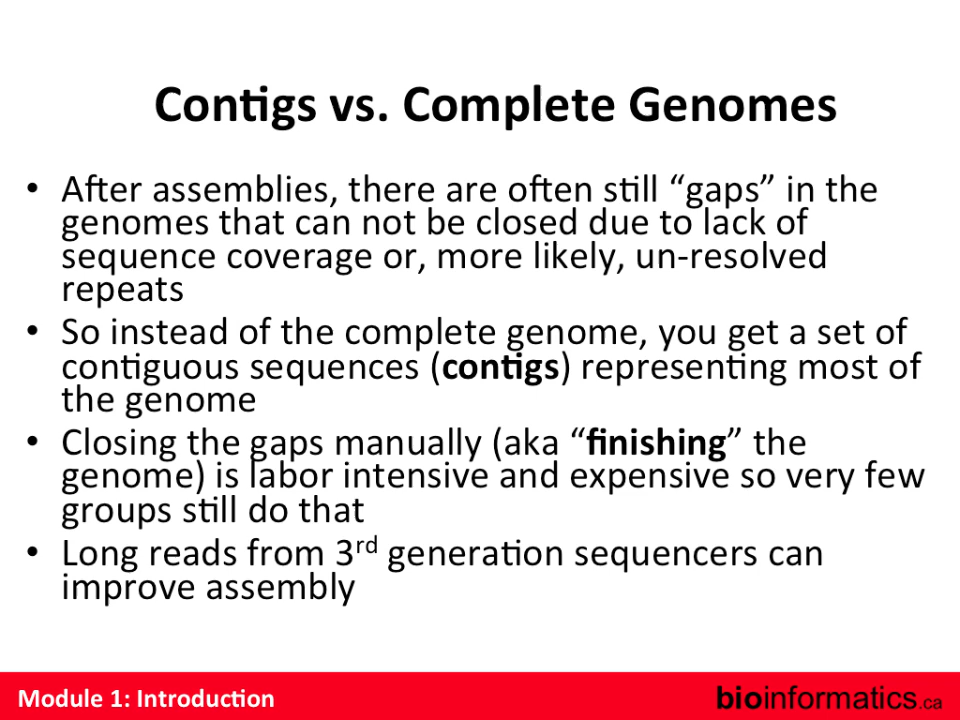 Contigs vs. Complete Genomes
• After assemblies, there are often still “gaps” in the
genomes that can not be closed due to lack of
sequence coverage or, more likely, un-resolved
repeats
• So instead of the complete genome, you get a set of
contiguous sequences (contigs) representing most of
the genome
• Closing the gaps manually (aka “finishing” the
genome) is labor intensive and expensive so very few
groups still do that
• Long reads from 3rd generation sequencers can
improve assembly
Module 1: Introduction
bioinformatics.ca